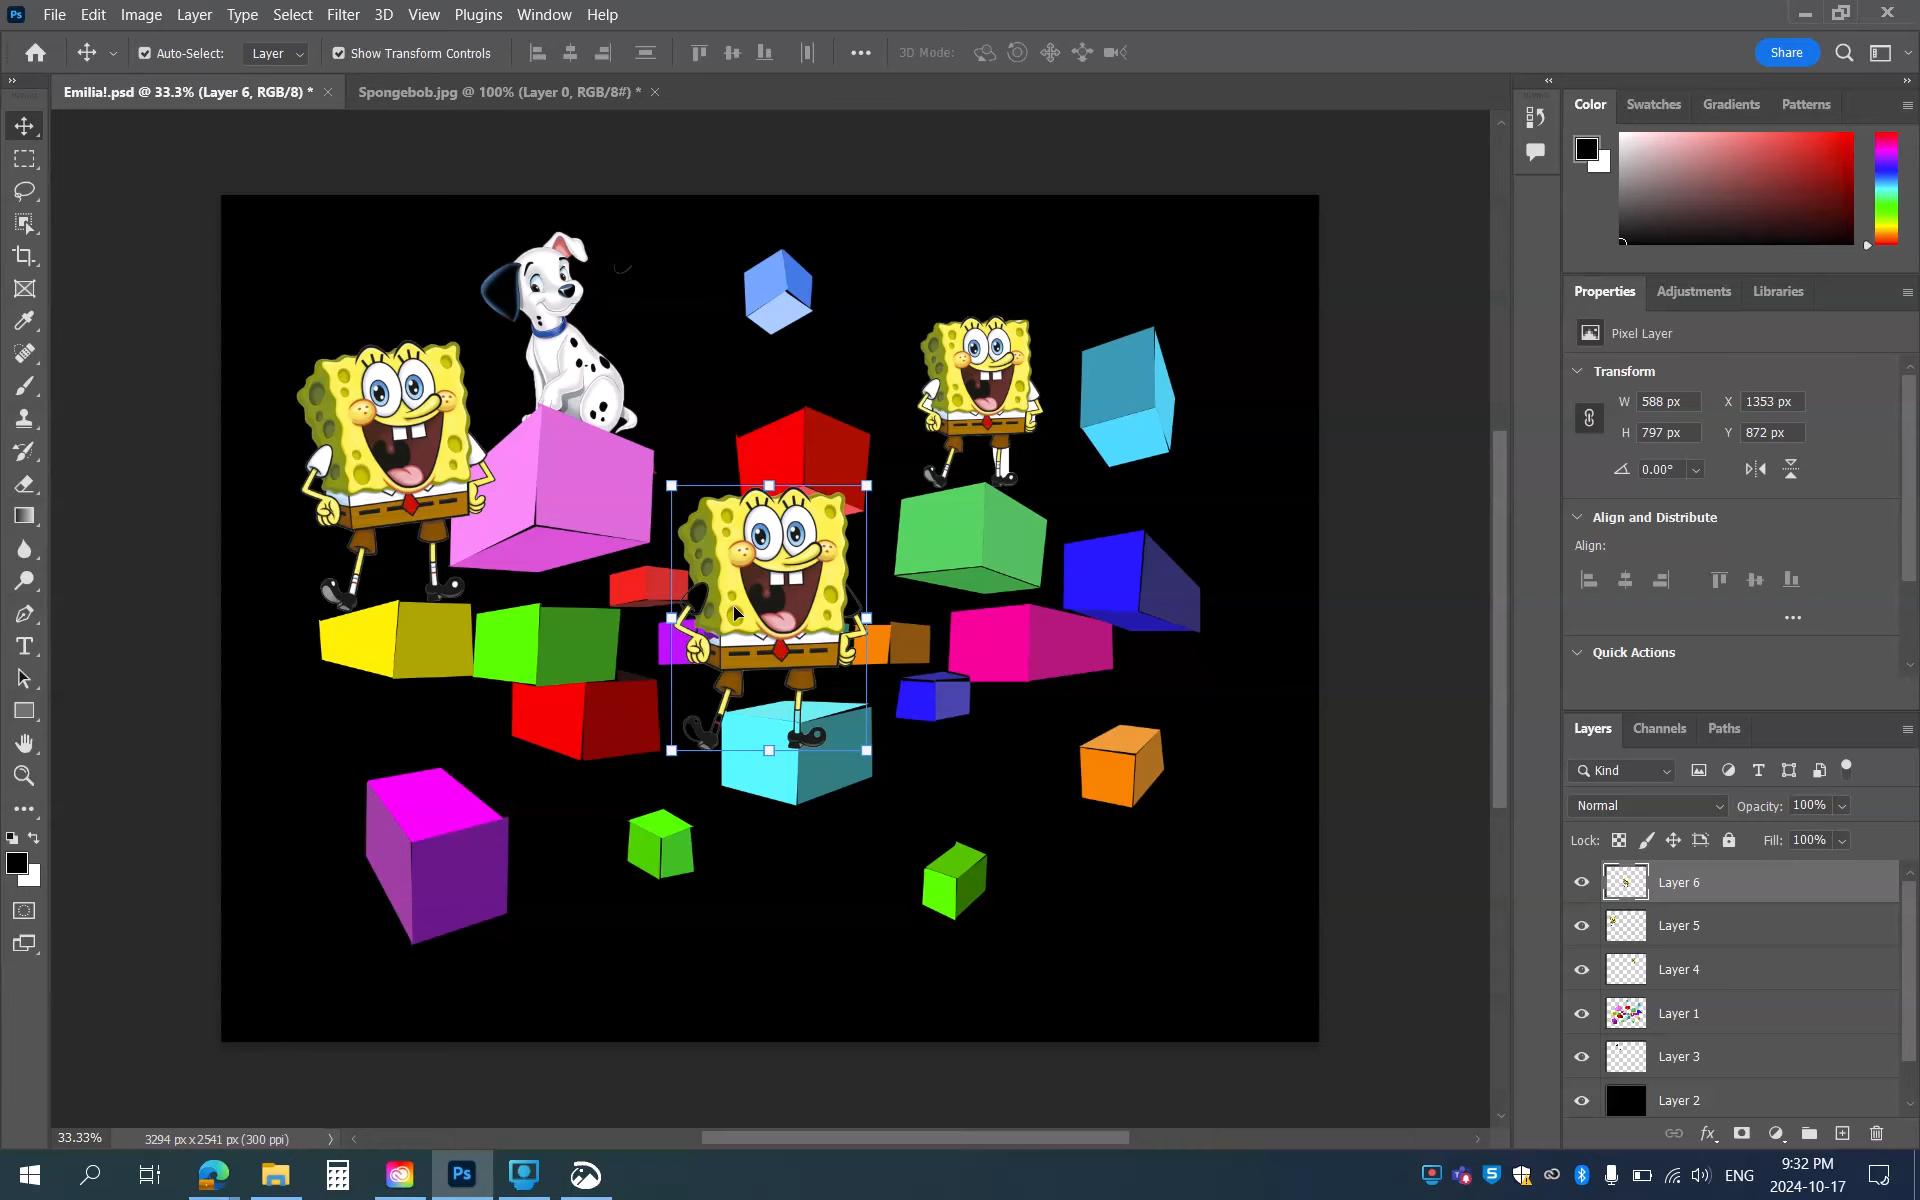 Ps File Edit Image Layer Type Select Filter 3D View Plugins Window Help
Auto-Select: Layer Show Transform Controls 3D Mode: Share
Emilia!.psd @ 33.3% (Layer 6, RGB/8) * × Spongebob.jpg @ 100% (Layer 0, RGB/8#) * ×
Color Swatches Gradients Patterns
Properties Adjustments Libraries
Pixel Layer
Transform
W 588 px X 1353 px
H 797 px Y 872 px
0.00°
Align and Distribute
Align:
Quick Actions
Layers Channels Paths
Kind
Normal Opacity: 100%
Lock: Fill: 100%
Layer 6
Layer 5
Layer 4
Layer 1
Layer 3
Layer 2
fx
33.33% 3294 px x 2541 px (300 ppi)
Ps ENG 9:32 PM
2024-10-17